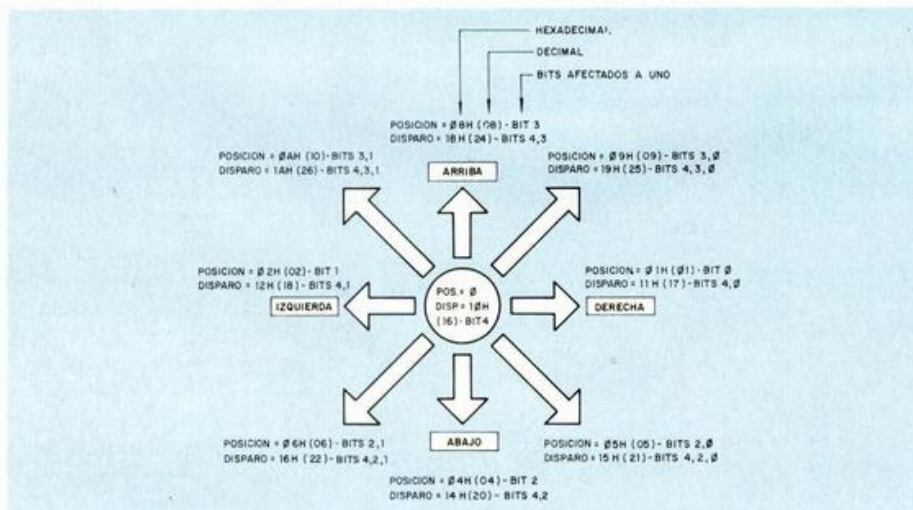 HEXADECIMAL.
DECIMAL
BITS AFECTADOS A UNO
POSICION = Ø8H (08) - BIT 3
DISPARO = 18H (24) - BITS 4,3
ARRIBA
POSICION = ØAH (10) - BITS 3,1
DISPARO = 1AH (26) - BITS 4,3,1
POSICION = Ø9H (09) - BITS 3,Ø
DISPARO = 19H (25) - BITS 4,3,Ø
POSICION = Ø2H (02) - BIT 1
DISPARO = 12H (18) - BITS 4,1
IZQUIERDA
POS.= Ø
DISP.= 1ØH
(16)-BIT4
POSICION = Ø1H (Ø1) - BIT Ø
DISPARO = 11H (17) - BITS 4,Ø
DERECHA
POSICION = Ø6H (06) - BITS 2,1
DISPARO = 16H (22) - BITS 4,2,1
ABAJO
POSICION = Ø5H (05) - BITS 2,Ø
DISPARO = 15H (21) - BITS 4,2,Ø
POSICION = Ø4H (04) - BIT 2
DISPARO = 14H (20) - BITS 4,2